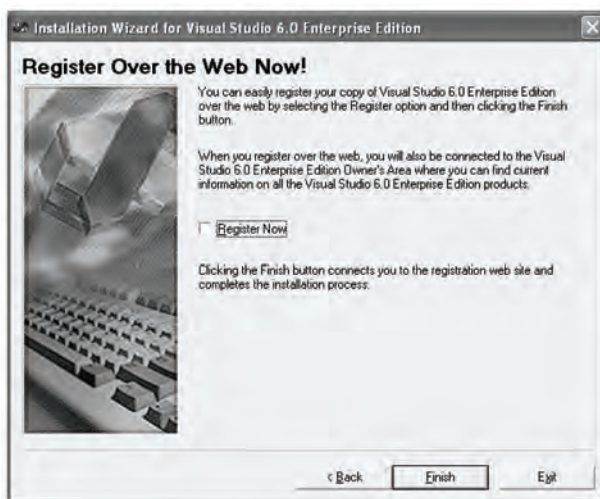 Installation Wizard for Visual Studio 6.0 Enterprise Edition
Register Over the Web Now!
You can easily register your copy of Visual Studio 6.0 Enterprise Edition
over the web by selecting the Register option and then clicking the Finish
button.
When you register over the web, you will also be connected to the Visual
Studio 6.0 Enterprise Edition Owner's Area where you can find current
information on all the Visual Studio 6.0 Enterprise Edition products.
Register Now
Clicking the Finish button connects you to the registration web site and
completes the installation process.
< Back Finish Exit